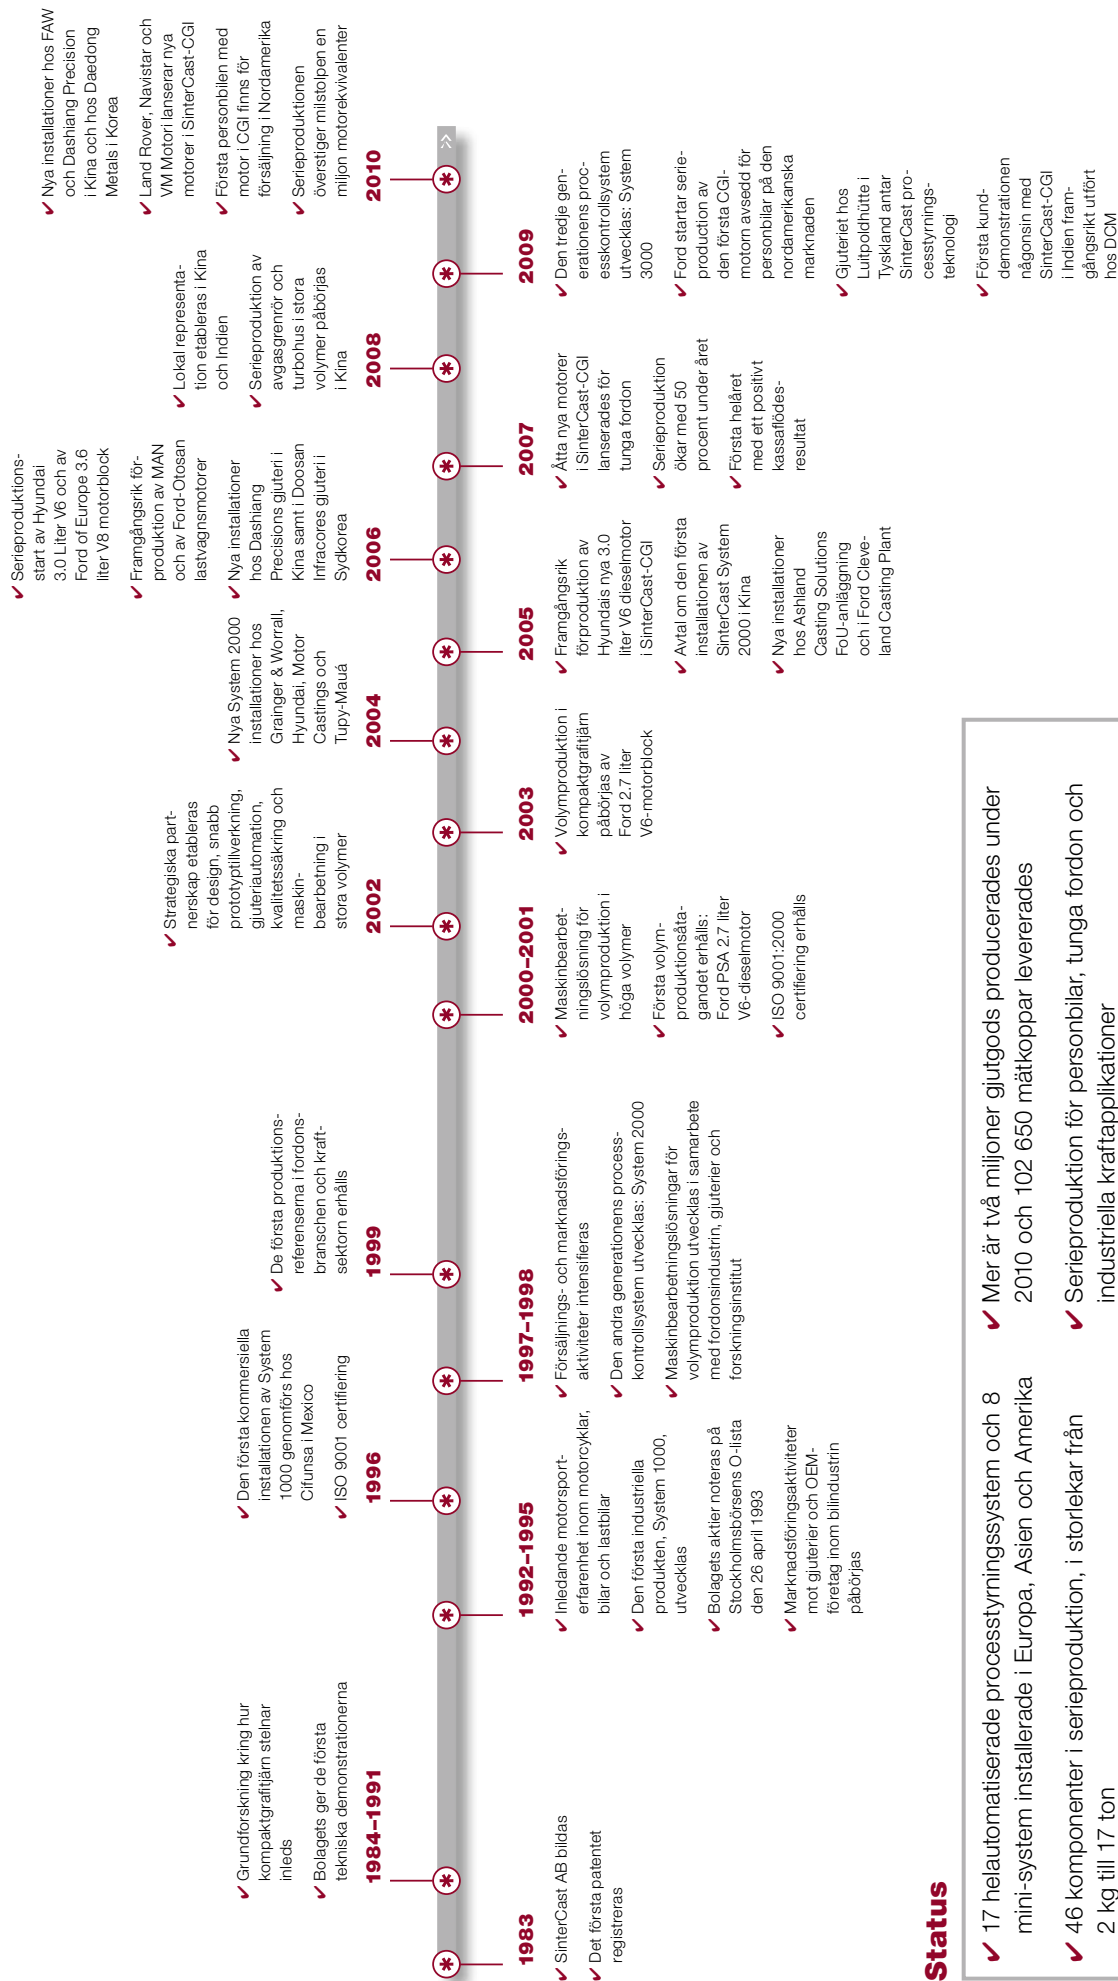 1983
✔ SinterCast AB bildas
✔ Det första patentet
registreras
✔ Grundforskning kring hur
kompaktgrafitjärn stelnar
inleds
✔ Bolagets ger de första
tekniska demonstrationerna
1984–1991
1992–1995
✔ Inledande motorsport-
erfarenhet inom motorcyklar,
bilar och lastbilar
✔ Den första industriella
produkten, System 1000,
utvecklas
✔ Bolagets aktier noteras på
Stockholmsbörsens O-lista
den 26 april 1993
✔ Marknadsföringsaktiviteter
mot gjuterier och OEM-
företag inom bilindustrin
påbörjas
✔ Den första kommersiella
installationen av System
1000 genomförs hos
Cifunsa i Mexico
✔ ISO 9001 certifiering
1996
1997–1998
✔ Försäljnings- och marknadsförings-
aktiviteter intensifieras
✔ Den andra generationens process-
kontrollsystem utvecklas: System 2000
✔ Maskinbearbetningslösningar för
volymproduktion utvecklas i samarbete
med fordonsindustrin, gjuterier och
forskningsinstitut
✔ De första produktions-
referenserna i fordons-
branschen och kraft-
sektorn erhålls
1999
2000–2001
✔ Maskinbearbet-
ningslösning för
volymproduktion i
höga volymer
✔ Första volym-
produktionsåta-
gandet erhålls:
Ford PSA 2.7 liter
V6-dieselmotor
✔ ISO 9001:2000
certifiering erhålls
✔ Strategiska part-
nerskap etableras
för design, snabb
prototyptillverkning,
gjuteriautomation,
kvalitetssäkring och
maskin-
bearbetning i
stora volymer
2002
2003
✔ Volymproduktion i
kompaktgrafitjärn
påbörjas av
Ford 2.7 liter
V6-motorblock
✔ Nya System 2000
installationer hos
Grainger & Worrall,
Hyundai, Motor
Castings och
Tupy-Mauá
2004
2005
✔ Framgångsrik
förproduktion av
Hyundais nya 3.0
liter V6 dieselmotor
i SinterCast-CGI
✔ Avtal om den första
installationen av
SinterCast System
2000 i Kina
✔ Nya installationer
hos Ashland
Casting Solutions
FoU-anläggning
och i Ford Cleve-
land Casting Plant
✔ Serieproduktions-
start av Hyundai
3.0 Liter V6 och av
Ford of Europe 3.6
liter V8 motorblock
✔ Framgångsrik för-
produktion av MAN
och av Ford-Otosan
lastvagnsmotorer
✔ Nya installationer
hos Dashiang
Precisions gjuteri i
Kina samt i Doosan
Infracores gjuteri i
Sydkorea
2006
2007
✔ Åtta nya motorer
i SinterCast-CGI
lanserades för
tunga fordon
✔ Serieproduktion
ökar med 50
procent under året
✔ Första helåret
med ett positivt
kassaflödes-
resultat
✔ Lokal representa-
tion etableras i Kina
och Indien
✔ Serieproduktion av
avgasgrenrör och
turbohus i stora
volymer påbörjas
i Kina
2008
2009
✔ Den tredje gen-
erationens proc-
esskontrollsystem
utvecklas: System
3000
✔ Ford startar serie-
production av
den första CGI-
motorn avsedd för
personbilar på den
nordamerikanska
marknaden
✔ Gjuteriet hos
Luitpoldhütte i
Tyskland antar
SinterCast pro-
cesstyrnings-
teknologi
✔ Första kund-
demonstrationen
någonsin med
SinterCast-CGI
i Indien fram-
gångsrikt utfört
hos DCM
✔ Nya installationer hos FAW
och Dashiang Precision
i Kina och hos Daedong
Metals i Korea
✔ Land Rover, Navistar och
VM Motori lanserar nya
motorer i SinterCast-CGI
✔ Första personbilen med
motor i CGI finns för
försäljning i Nordamerika
✔ Serieproduktionen
överstiger milstolpen en
miljon motorekvivalenter
2010
Status
✔ 17 helautomatiserade processtyrningssystem och 8
mini-system installerade i Europa, Asien och Amerika
✔ 46 komponenter i serieproduktion, i storlekar från
2 kg till 17 ton
✔ Mer är två miljoner gjutgods producerades under
2010 och 102 650 mätkoppar levererades
✔ Serieproduktion för personbilar, tunga fordon och
industriella kraftapplikationer